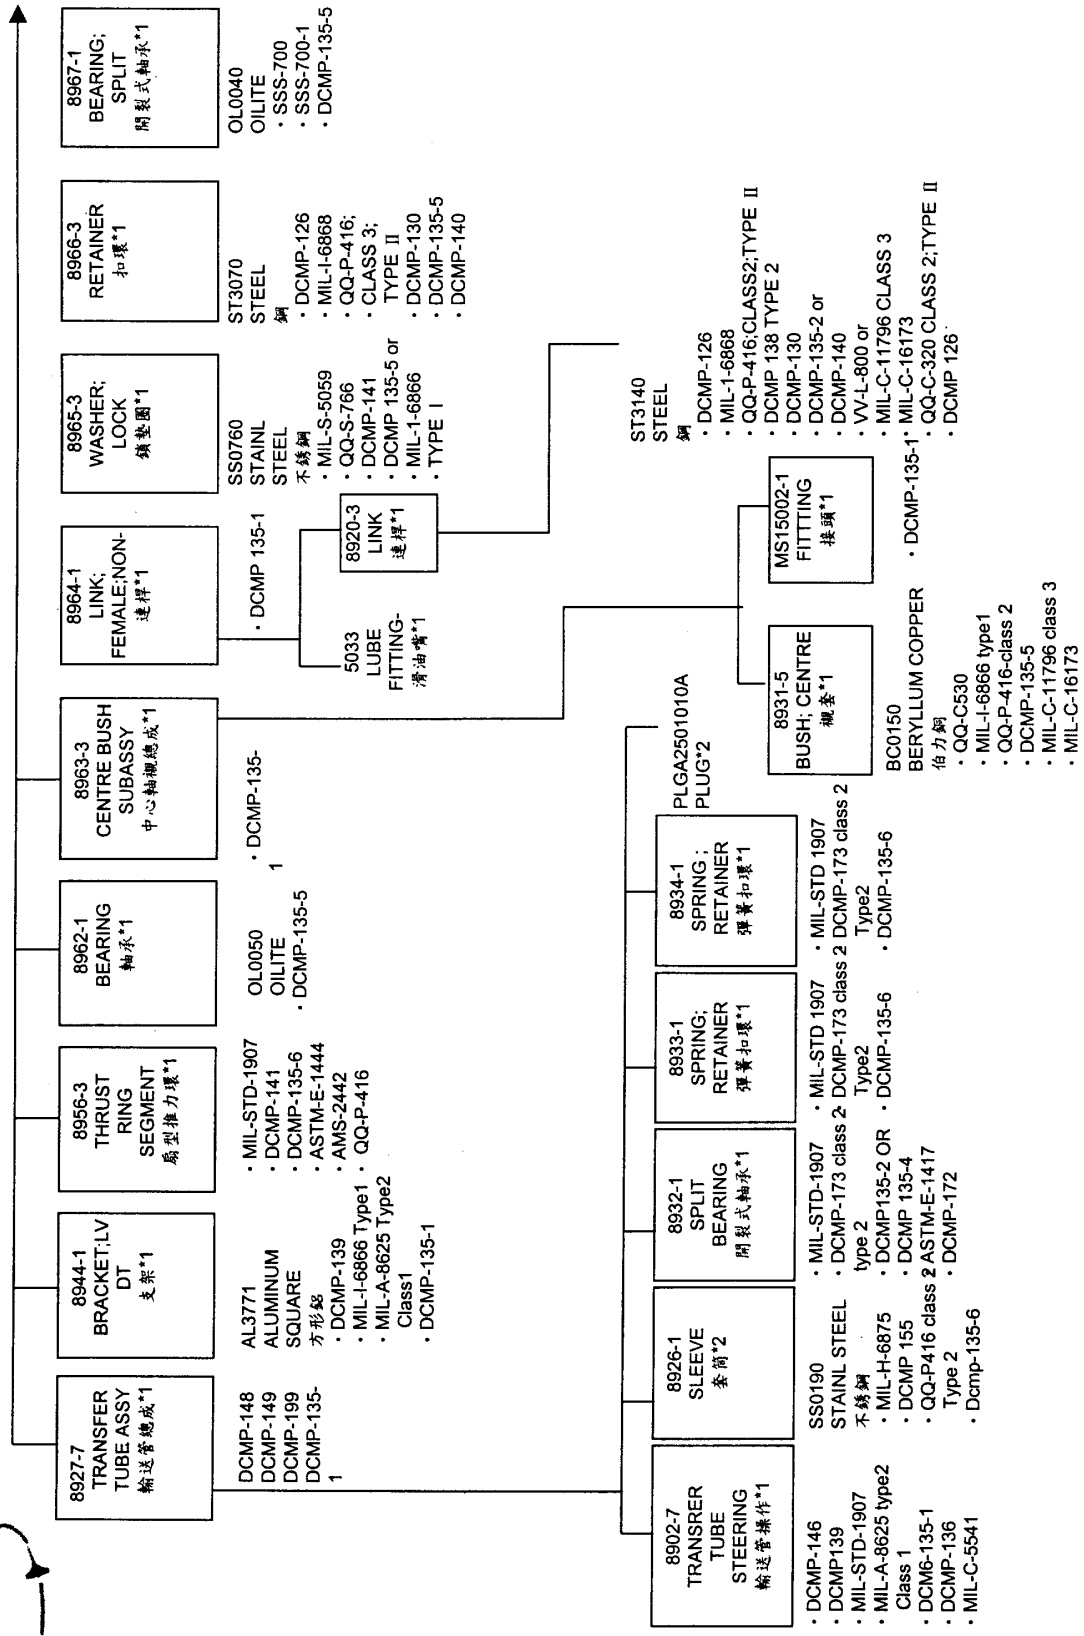 8927-7
TRANSFER
TUBE ASSY
輸送管總成*1
DCMP-148
DCMP-149
DCMP-199
DCMP-135-
1
8944-1
BRACKET;LV
DT
支架*1
AL3771
ALUMINUM
SQUARE
方形鋁
· DCMP-139
· MIL-I-6866 Type1
· MIL-A-8625 Type2
Class1
· DCMP-135-1
8956-3
THRUST
RING
SEGMENT
扇型推力環*1
· MIL-STD-1907
· DCMP-141
· DCMP-135-6
· ASTM-E-1444
· AMS-2442
· QQ-P-416
8962-1
BEARING
軸承*1
OL0050
OILITE
· DCMP-135-5
8963-3
CENTRE BUSH
SUBASSY
中心軸襯總成*1
· DCMP-135-
1
8964-1
LINK;
FEMALE;NON-
連桿*1
· DCMP 135-1
8965-3
WASHER;
LOCK
鎖墊圈*1
SS0760
STAINL
STEEL
不銹鋼
· MIL-S-5059
· QQ-S-766
· DCMP-141
· DCMP 135-5 or
· MIL-1-6866
· TYPE I
8966-3
RETAINER
扣環*1
ST3070
STEEL
鋼
· DCMP-126
· MIL-I-6868
· QQ-P-416;
· CLASS 3;
TYPE II
· DCMP-130
· DCMP-135-5
· DCMP-140
8967-1
BEARING;
SPLIT
開裂式軸承*1
OL0040
OILITE
· SSS-700
· SSS-700-1
· DCMP-135-5
5033
LUBE
FITTING-
滑油嘴*1
8920-3
LINK
連桿*1
ST3140
STEEL
鋼
· DCMP-126
· MIL-1-6868
· QQ-P-416;CLASS2;TYPE II
· DCMP 138 TYPE 2
· DCMP-130
· DCMP-135-2 or
· DCMP-140
· VV-L-800 or
· MIL-C-11796 CLASS 3
· MIL-C-16173
· QQ-C-320 CLASS 2;TYPE II
· DCMP 126
8902-7
TRANSRER
TUBE
STEERING
輸送管操作*1
· DCMP-146
· DCMP139
· MIL-STD-1907
· MIL-A-8625 type2
Class 1
· DCM6-135-1
· DCMP-136
· MIL-C-5541
8926-1
SLEEVE
套筒*2
SS0190
STAINL STEEL
不銹鋼
· MIL-H-6875
· DCMP 155
· QQ-P416 class 2
Type 2
· Dcmp-135-6
8932-1
SPLIT
BEARING
開裂式軸承*1
· MIL-STD-1907
· DCMP-173 class 2
type 2
· DCMP135-2 OR
· DCMP 135-4
ASTM-E-1417
· DCMP-172
8933-1
SPRING;
RETAINER
彈簧扣環*1
· MIL-STD 1907
· DCMP-173 class 2
Type2
· DCMP-135-6
8934-1
SPRING ;
RETAINER
彈簧扣環*1
· MIL-STD 1907
· DCMP-173 class 2
Type2
· DCMP-135-6
PLGA2501010A
PLUG*2
8931-5
BUSH; CENTRE
襯套*1
BC0150
BERYLLUM COPPER
伯力銅
· QQ-C530
· MIL-I-6866 type1
· QQ-P-416-class 2
· DCMP-135-5
· MIL-C-11796 class 3
· MIL-C-16173
MS15002-1
FITTTING
接頭*1
· DCMP-135-1